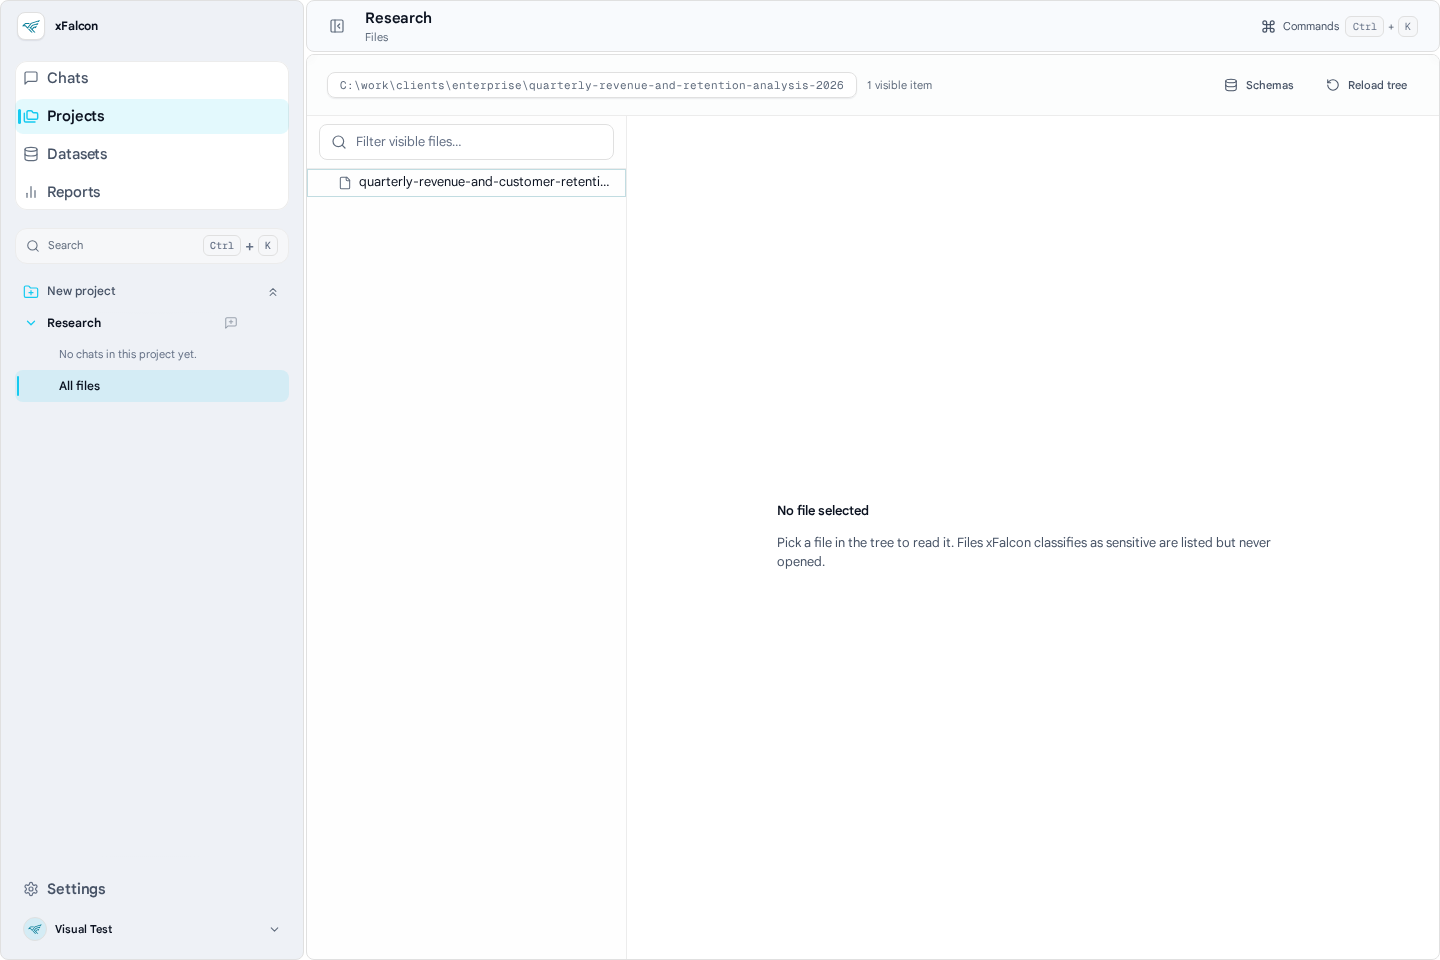 xFalcon
Chats
Projects
Datasets
Reports
Search Ctrl + K
New project
Research
No chats in this project yet.
All files
Settings
Visual Test
Research
Files
Commands Ctrl + K
C:\work\clients\enterprise\quarterly-revenue-and-retention-analysis-2026 1 visible item
Schemas Reload tree
Filter visible files...
quarterly-revenue-and-customer-retenti...
No file selected
Pick a file in the tree to read it. Files xFalcon classifies as sensitive are listed but never
opened.